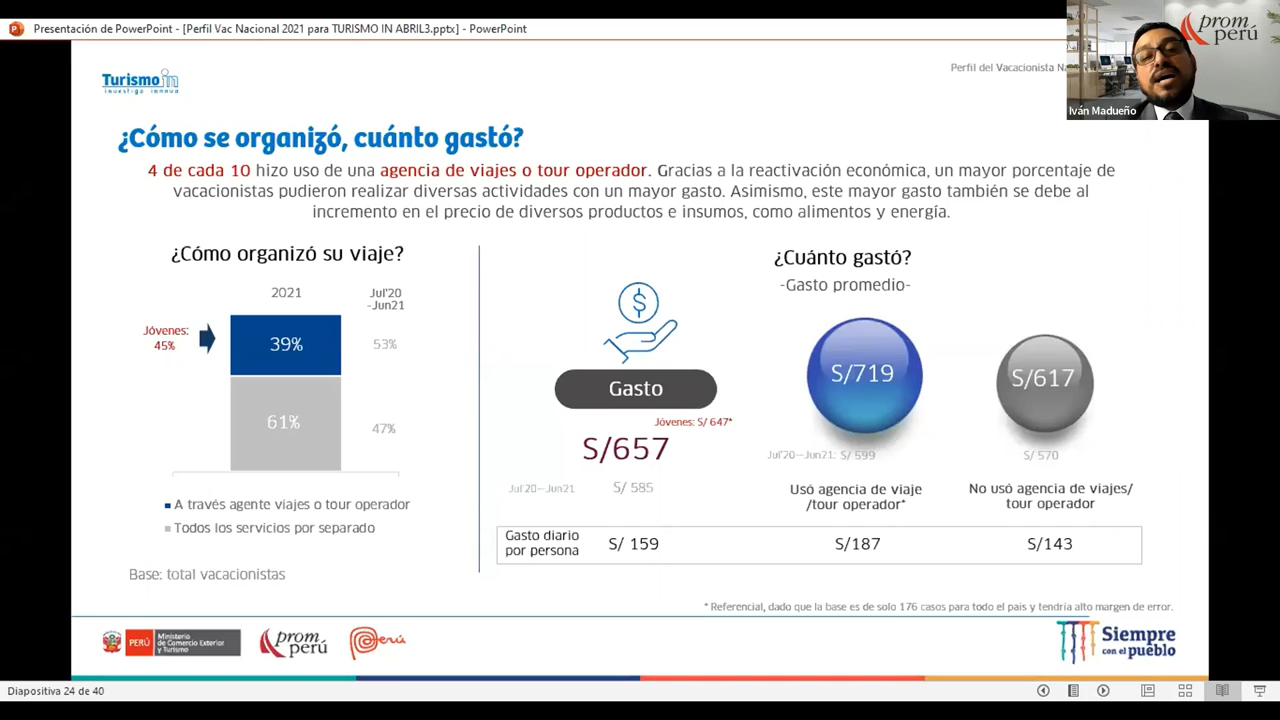 Presentación de PowerPoint - [Perfil Vac Nacional 2021 para TURISMO IN ABRIL3.pptx] - PowerPoint
prom
perú
Iván Madueño
Turismo in
investiga innova
Perfil del Vacacionista
¿Cómo se organizó, cuánto gastó?
4 de cada 10 hizo uso de una agencia de viajes o tour operador. Gracias a la reactivación económica, un mayor porcentaje de
vacacionistas pudieron realizar diversas actividades con un mayor gasto. Asimismo, este mayor gasto también se debe al
incremento en el precio de diversos productos e insumos, como alimentos y energía.
¿Cómo organizó su viaje?
2021
Jul'20
-Jun21
Jóvenes:
45%
39%
53%
61%
47%
A través agente viajes o tour operador
Todos los servicios por separado
Base: total vacacionistas
¿Cuánto gastó?
-Gasto promedio-
Gasto
Jóvenes: S/ 647*
S/657
Jul'20—Jun21 S/ 585
S/719
S/617
Jul'20—Jun21: S/ 599
S/ 570
Usó agencia de viaje
/tour operador*
No usó agencia de viajes/
tour operador
Gasto diario
por persona
S/ 159
S/187
S/143
* Referencial, dado que la base es de solo 176 casos para todo el país y tendría alto margen de error.
PERÚ
Ministerio
de Comercio Exterior
y Turismo
prom
perú
Perú
Siempre
con el pueblo
Diapositiva 24 de 40